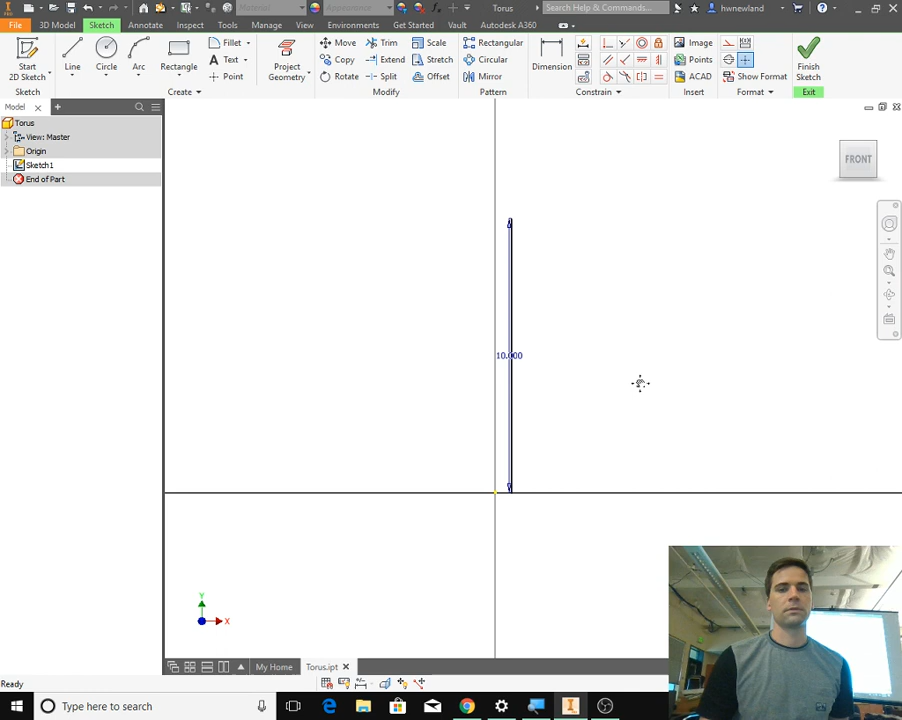 Material Appearance Torus Search Help & Commands... hwnewland
File 3D Model Sketch Annotate Inspect Tools Manage View Environments Get Started Vault Autodesk A360
Start 2D Sketch Line Circle Arc Rectangle Fillet Text Point Project Geometry
Move Copy Rotate Trim Extend Split Scale Stretch Offset
Rectangular Circular Mirror Dimension Image Points ACAD Show Format Finish Sketch
Sketch Create Modify Pattern Constrain Insert Format Exit
Model
Torus
View: Master
Origin
Sketch1
End of Part
FRONT
10.000
Y
X
My Home Torus.ipt
Ready
Type here to search